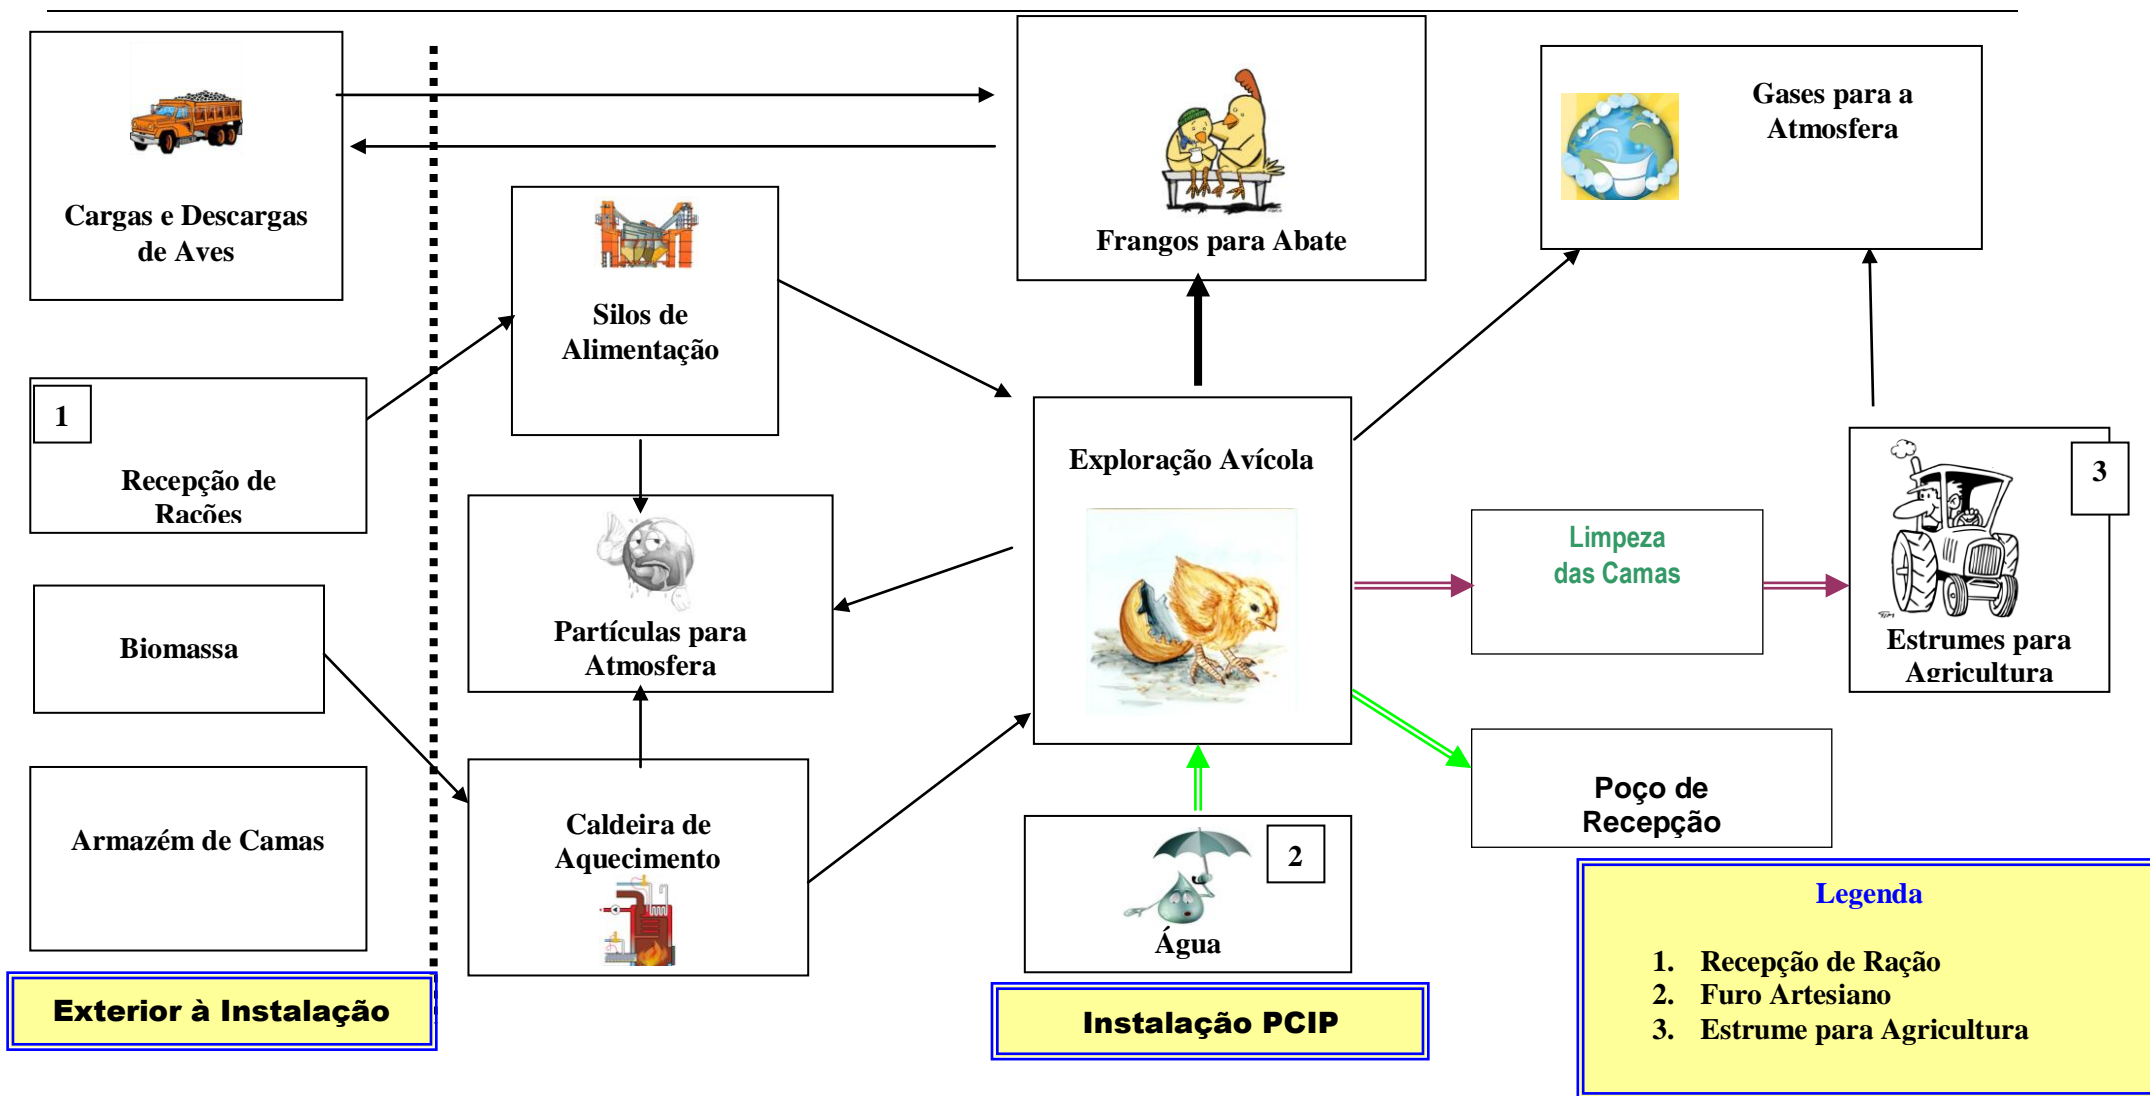 Cargas e Descargas
de Aves
Frangos para Abate
Gases para a
Atmosfera
Silos de
Alimentação
1
Recepção de
Rações
Exploração Avícola
3
Limpeza
das Camas
Partículas para
Atmosfera
Estrumes para
Agricultura
Biomassa
Poço de
Recepção
Armazém de Camas
Caldeira de
Aquecimento
2
Água
Legenda
1. Recepção de Ração
2. Furo Artesiano
3. Estrume para Agricultura
Exterior à Instalação
Instalação PCIP